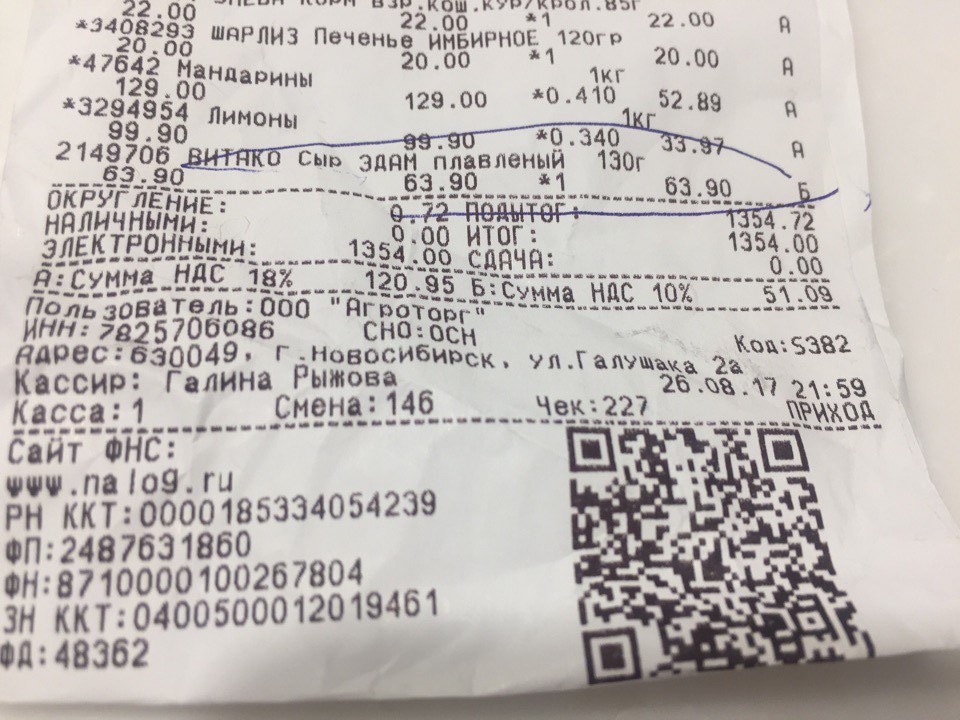 КОРМ ВЗР.КОШ.КУР/КРОЛ.85Г
22.00 22.00 *1 22.00 А
*3408293 ШАРЛИЗ Печенье ИМБИРНОЕ 120гр
20.00 20.00 *1 20.00 А
*47642 Мандарины 1кг
129.00 129.00 *0.410 52.89 А
*3294954 Лимоны 1кг
99.90 99.90 *0.340 33.97 А
2149706 ВИТАКО Сыр ЭДАМ плавленый 130г
63.90 63.90 *1 63.90 Б
ОКРУГЛЕНИЕ: 0.72 ПОДЫТОГ: 1354.72
НАЛИЧНЫМИ: 0.00 ИТОГ: 1354.00
ЭЛЕКТРОННЫМИ: 1354.00 СДАЧА: 0.00
А:Сумма НДС 18% 120.95 Б:Сумма НДС 10% 51.09
Пользователь:ООО "Агроторг"
ИНН:7825706086 СНО:ОСН Код:S382
Адрес:630049, г.Новосибирск, ул.Галушака 2а
Кассир: Галина Рыжова 26.08.17 21:59
Касса:1 Смена:146 Чек:227 ПРИХОД
Сайт ФНС:
www.nalog.ru
РН ККТ:0000185334054239
ФП:2487631860
ФН:8710000100267804
ЗН ККТ:0400500012019461
ФД:48362